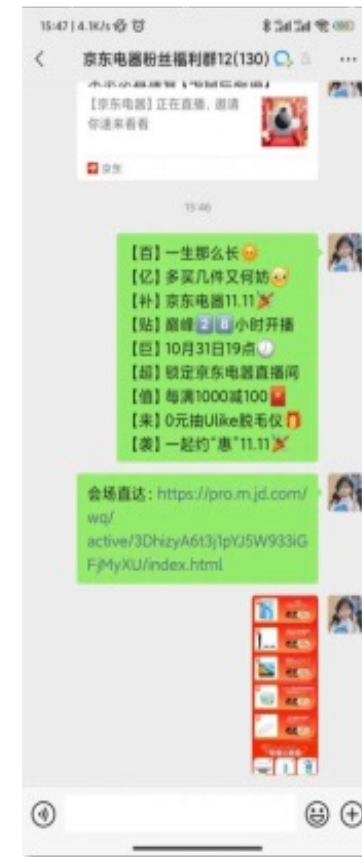 15:47 | 4.1K/s
京东电器粉丝福利群12(130)
【京东电器】正在直播，邀请
你速来看看
京东
15:46
【百】一生那么长
【亿】多买几件又何妨
【补】京东电器11.11
【贴】巅峰28小时开播
【巨】10月31日19点
【超】锁定京东电器直播间
【值】每满1000减100
【来】0元抽Ulike脱毛仪
【袭】一起约"惠"11.11
会场直达：https://pro.m.jd.com/
wq/
active/3DhizyA6t3j1pYJ5W933iG
FjMyXU/index.html